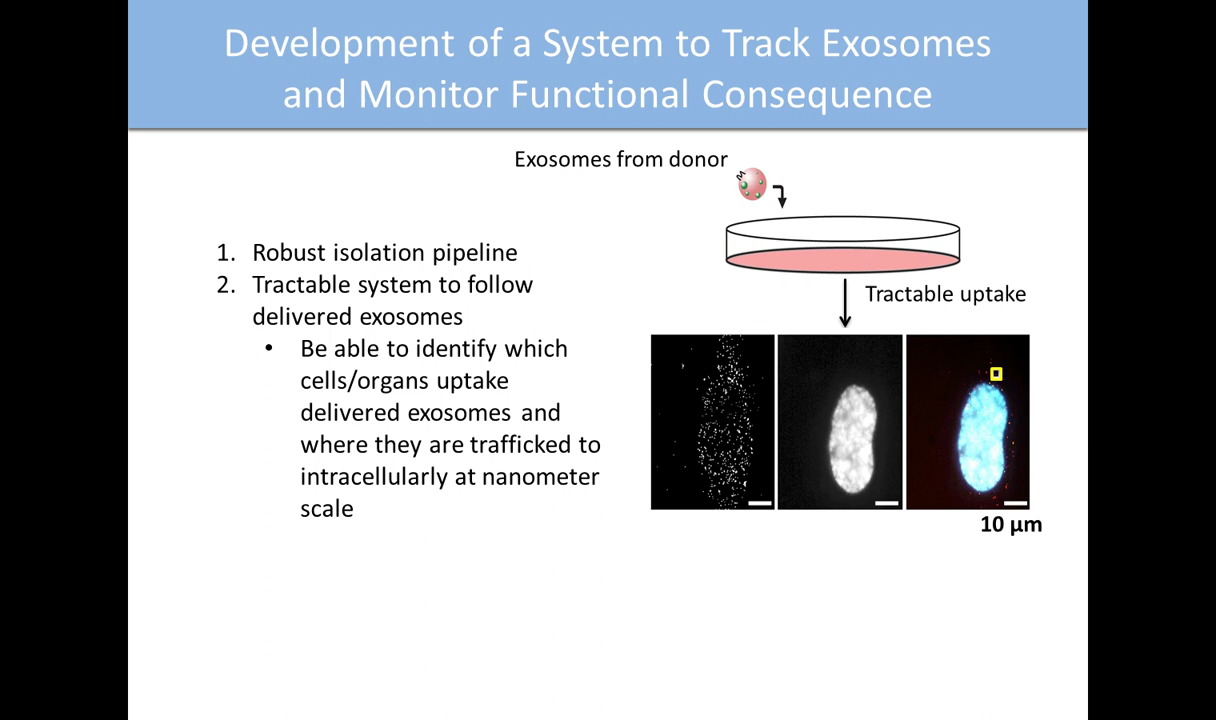 Development of a System to Track Exosomes
and Monitor Functional Consequence
Exosomes from donor
1. Robust isolation pipeline
2. Tractable system to follow
delivered exosomes
• Be able to identify which
cells/organs uptake
delivered exosomes and
where they are trafficked to
intracellularly at nanometer
scale
Tractable uptake
10 µm